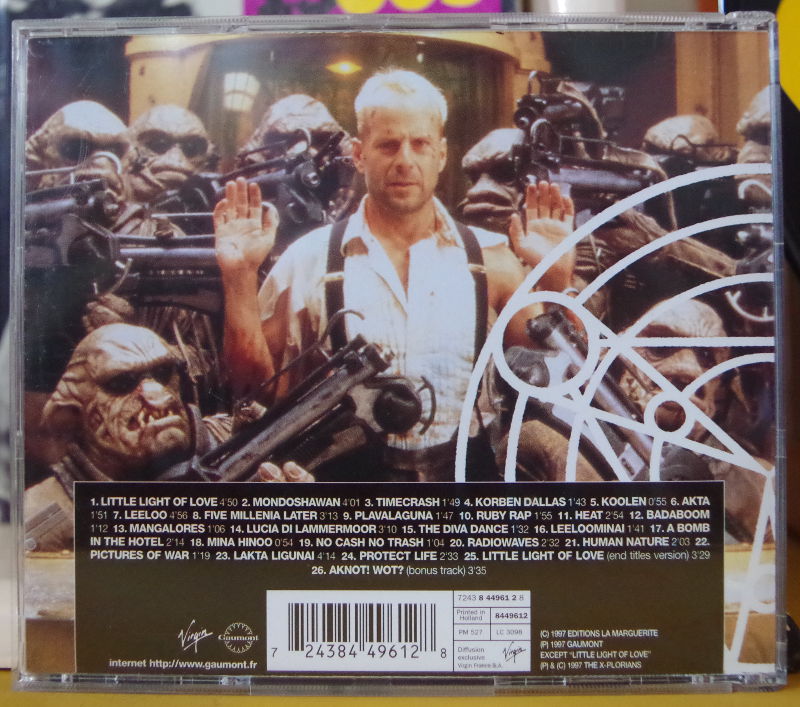 1. LITTLE LIGHT OF LOVE 4'50 2. MONDOSHAWAN 4'01 3. TIMECRASH 1'49 4. KORBEN DALLAS 1'43 5. KOOLEN 0'55 6. AKTA
1'51 7. LEELOO 4'56 8. FIVE MILLENIA LATER 3'13 9. PLAVALAGUNA 1'47 10. RUBY RAP 1'55 11. HEAT 2'54 12. BADABOOM
1'12 13. MANGALORES 1'06 14. LUCIA DI LAMMERMOOR 3'10 15. THE DIVA DANCE 1'32 16. LEELOOMINAI 1'41 17. A BOMB
IN THE HOTEL 2'14 18. MINA HINOO 0'54 19. NO CASH NO TRASH 1'04 20. RADIOWAVES 2'32 21. HUMAN NATURE 2'03 22.
PICTURES OF WAR 1'19 23. LAKTA LIGUNAI 4'14 24. PROTECT LIFE 2'33 25. LITTLE LIGHT OF LOVE (end titles version) 3'29
26. AKNOT! WOT? (bonus track) 3'35
Virgin
Gaumont
internet http://www.gaumont.fr
7 24384 49612 8
7243 8 44961 2 8
Printed in
Holland
8449612
PM 527
LC 3098
Diffusion
exclusive
Virgin France S.A.
Virgin
(C) 1997 EDITIONS LA MARGUERITE
(P) 1997 GAUMONT
EXCEPT "LITTLE LIGHT OF LOVE"
(P) & (C) 1997 THE X-PLORIANS